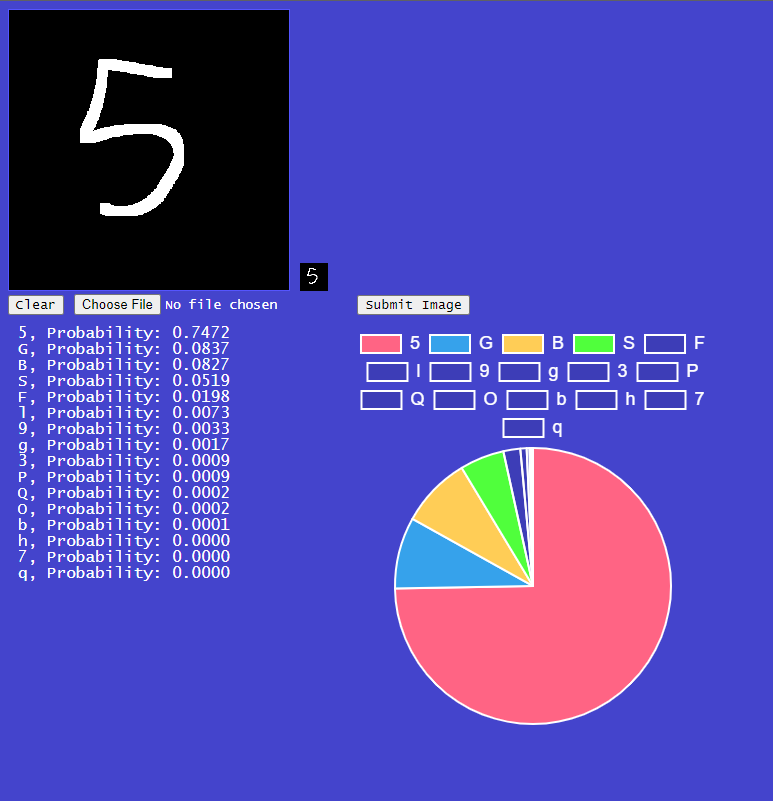 5
5
Clear Choose File No file chosen Submit Image
5, Probability: 0.7472
G, Probability: 0.0837
B, Probability: 0.0827
S, Probability: 0.0519
F, Probability: 0.0198
l, Probability: 0.0073
9, Probability: 0.0033
g, Probability: 0.0017
3, Probability: 0.0009
P, Probability: 0.0009
Q, Probability: 0.0002
O, Probability: 0.0002
b, Probability: 0.0001
h, Probability: 0.0000
7, Probability: 0.0000
q, Probability: 0.0000
5 G B S F
l 9 g 3 P
Q O b h 7
q